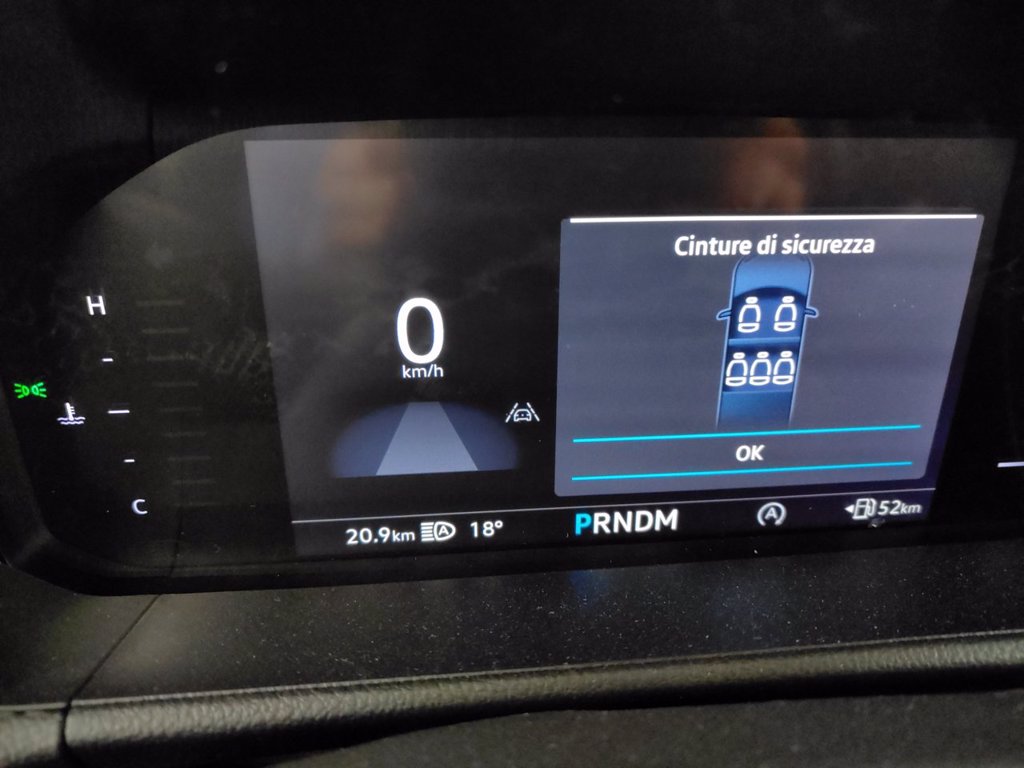 Cinture di sicurezza
H
0
km/h
OK
C
20.9km A 18° PRNDM A 52km